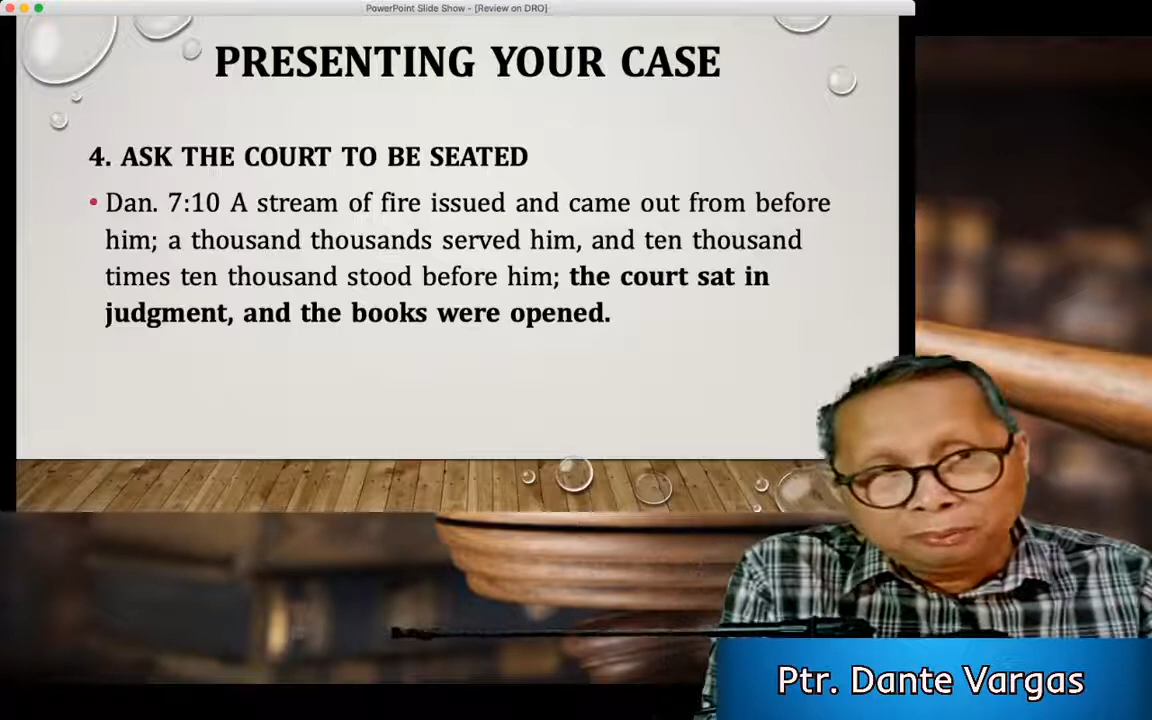 PowerPoint Slide Show - [Review on DRO]
PRESENTING YOUR CASE
4. ASK THE COURT TO BE SEATED
• Dan. 7:10 A stream of fire issued and came out from before
him; a thousand thousands served him, and ten thousand
times ten thousand stood before him; the court sat in
judgment, and the books were opened.
Ptr. Dante Vargas